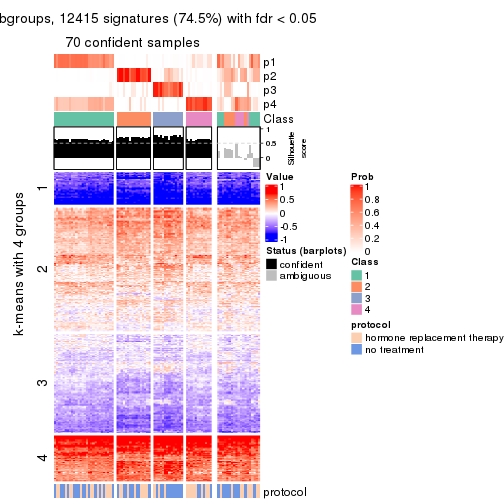 bgroups, 12415 signatures (74.5%) with fdr < 0.05
70 confident samples
p1
p2
p3
p4
Class
1
0.5
0
Silhouette
score
k-means with 4 groups
1
2
3
4
protocol
Value
1
0.5
0
-0.5
-1
Status (barplots)
confident
ambiguous
Prob
1
0.8
0.6
0.4
0.2
0
Class
1
2
3
4
protocol
hormone replacement therapy
no treatment